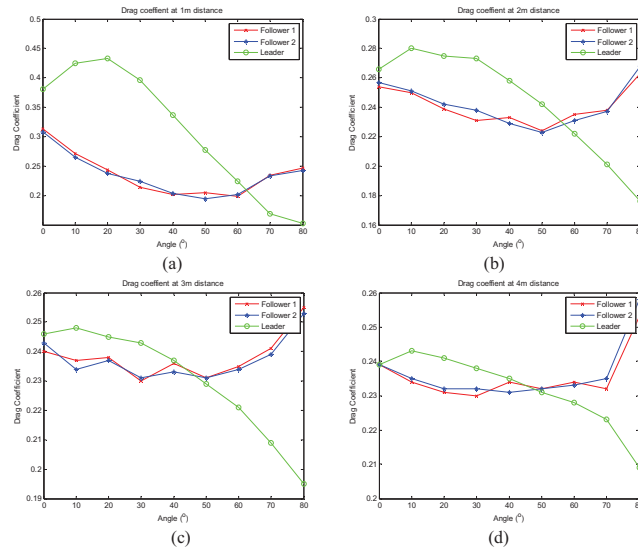 Drag coeffient at 1m distance
0.5
0.45
0.4
0.35
0.3
0.25
0.2
Drag Coefficient
Follower 1
Follower 2
Leader
0 10 20 30 40 50 60 70 80
Angle (°)
(a)
Drag coeffient at 2m distance
0.3
0.28
0.26
0.24
0.22
0.2
0.18
0.16
Drag Coefficient
Follower 1
Follower 2
Leader
0 10 20 30 40 50 60 70 80
Angle (°)
(b)
Drag coeffient at 3m distance
0.26
0.25
0.24
0.23
0.22
0.21
0.2
0.19
Drag Coefficient
Follower 1
Follower 2
Leader
0 10 20 30 40 50 60 70 80
Angle (°)
(c)
Drag coeffient at 4m distance
0.26
0.25
0.24
0.23
0.22
0.21
0.2
Drag Coefficient
Follower 1
Follower 2
Leader
0 10 20 30 40 50 60 70 80
Angle (°)
(d)